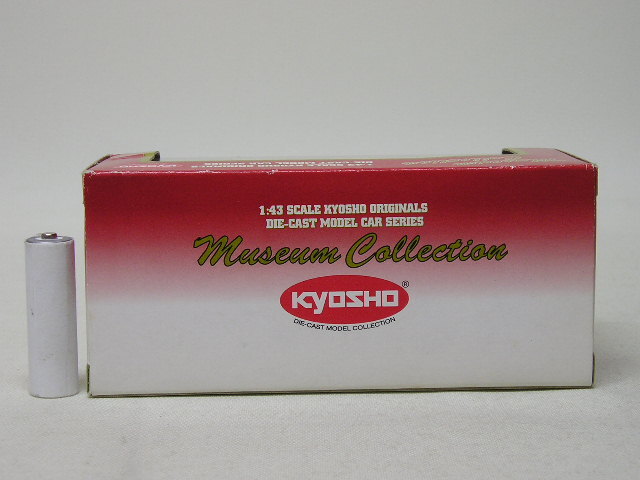 1:43 SCALE KYOSHO ORIGINALS
DIE-CAST MODEL CAR SERIES
Museum Collection
KYOSHO®
DIE-CAST MODEL COLLECTION